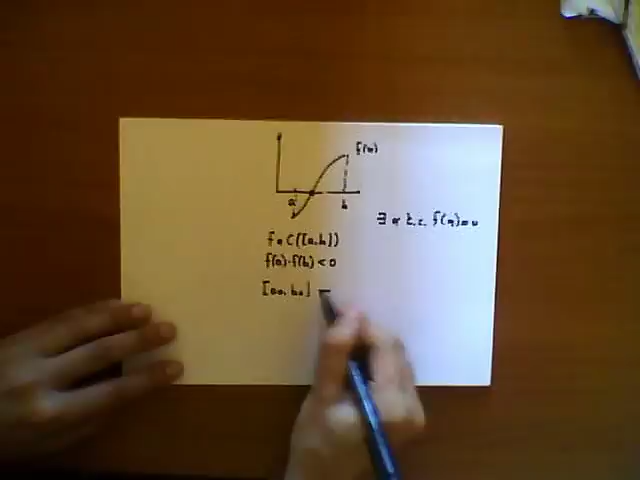 f(x)
a
b
∃ α t.c. f(α)=0
f ∈ C([a,b])
f(a)·f(b) < 0
[a₀,b₀] =